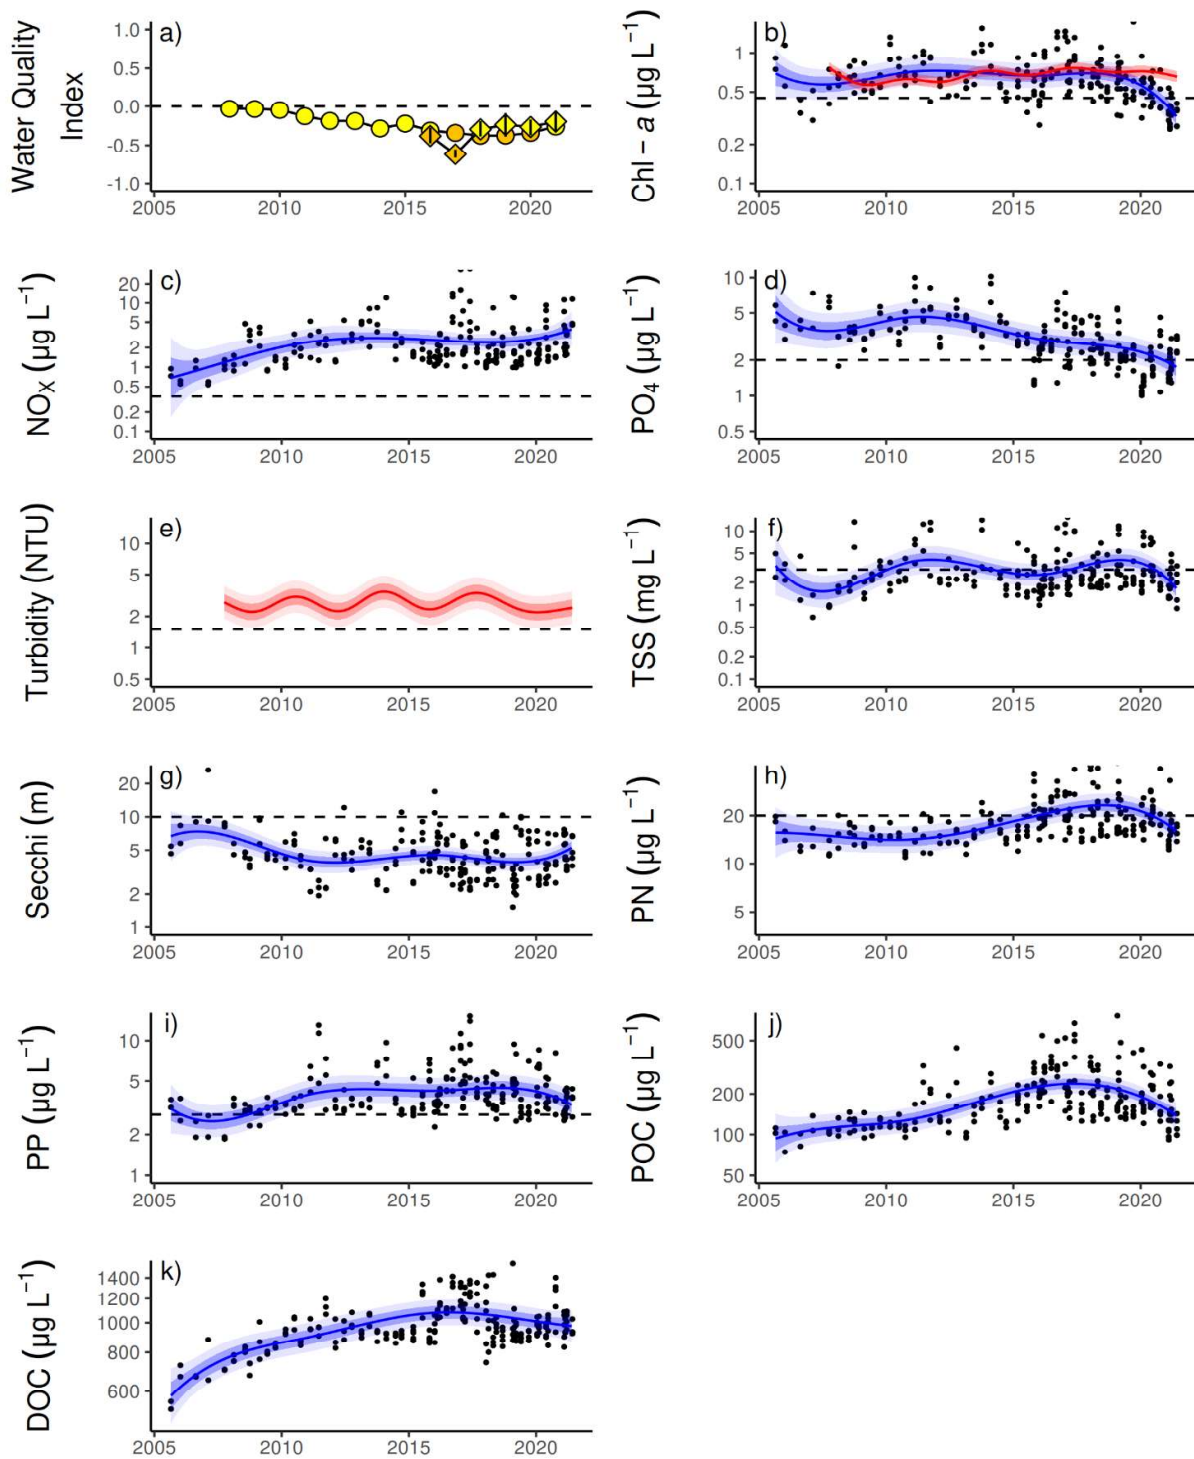 Water Quality
Index
a)
1.0
0.5
0.0
-0.5
-1.0
2005 2010 2015 2020
Chl − a (µg L−1)
b)
1
0.5
0.2
0.1
2005 2010 2015 2020
NOX (µg L−1)
c)
20
10
5
2
1
0.5
0.2
0.1
2005 2010 2015 2020
PO4 (µg L−1)
d)
10
5
2
1
0.5
2005 2010 2015 2020
Turbidity (NTU)
e)
10
5
2
1
0.5
2005 2010 2015 2020
TSS (mg L−1)
f)
10
5
2
1
0.5
0.2
0.1
2005 2010 2015 2020
Secchi (m)
g)
20
10
5
2
1
2005 2010 2015 2020
PN (µg L−1)
h)
20
10
5
2005 2010 2015 2020
PP (µg L−1)
i)
10
5
2
1
2005 2010 2015 2020
POC (µg L−1)
j)
500
200
100
50
2005 2010 2015 2020
DOC (µg L−1)
k)
1400
1200
1000
800
600
2005 2010 2015 2020